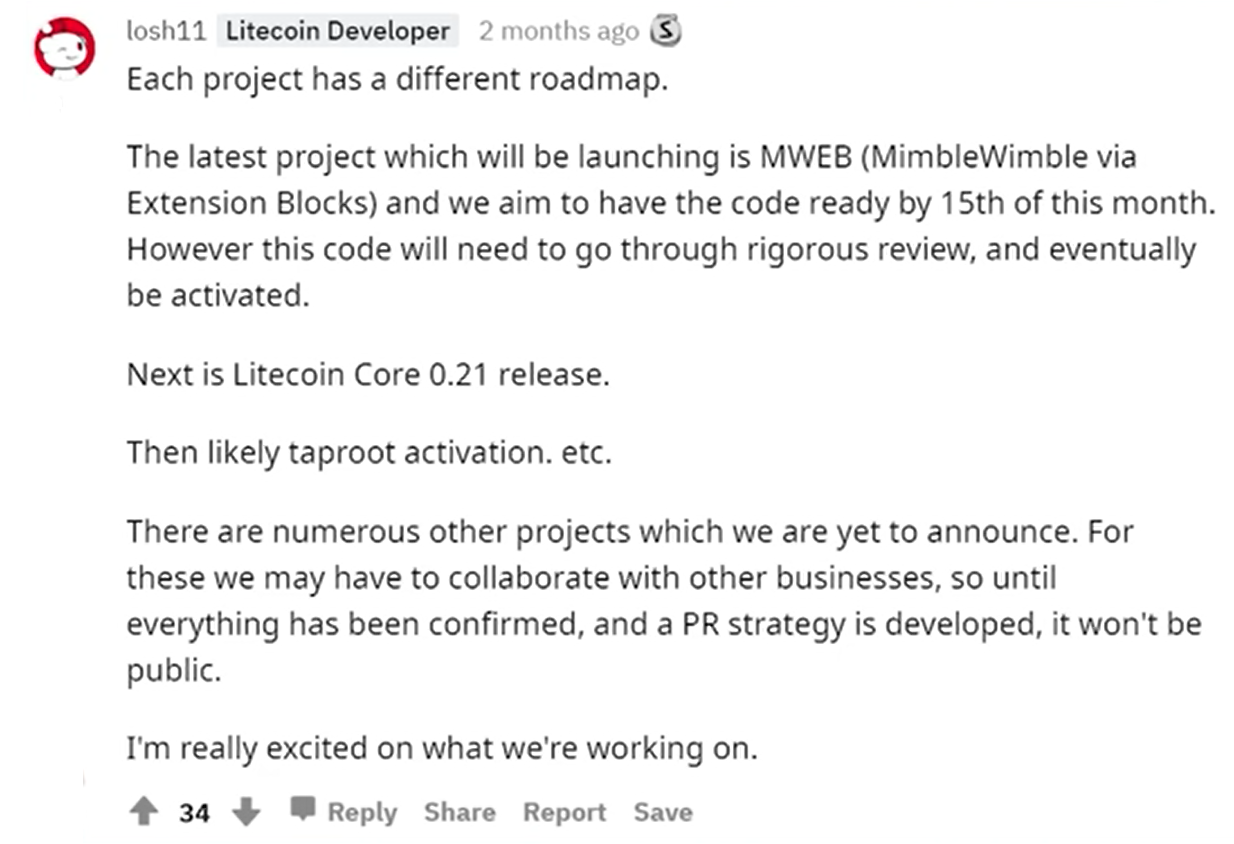 losh11 Litecoin Developer 2 months ago S
Each project has a different roadmap.
The latest project which will be launching is MWEB (MimbleWimble via
Extension Blocks) and we aim to have the code ready by 15th of this month.
However this code will need to go through rigorous review, and eventually
be activated.
Next is Litecoin Core 0.21 release.
Then likely taproot activation. etc.
There are numerous other projects which we are yet to announce. For
these we may have to collaborate with other businesses, so until
everything has been confirmed, and a PR strategy is developed, it won't be
public.
I'm really excited on what we're working on.
34 Reply Share Report Save